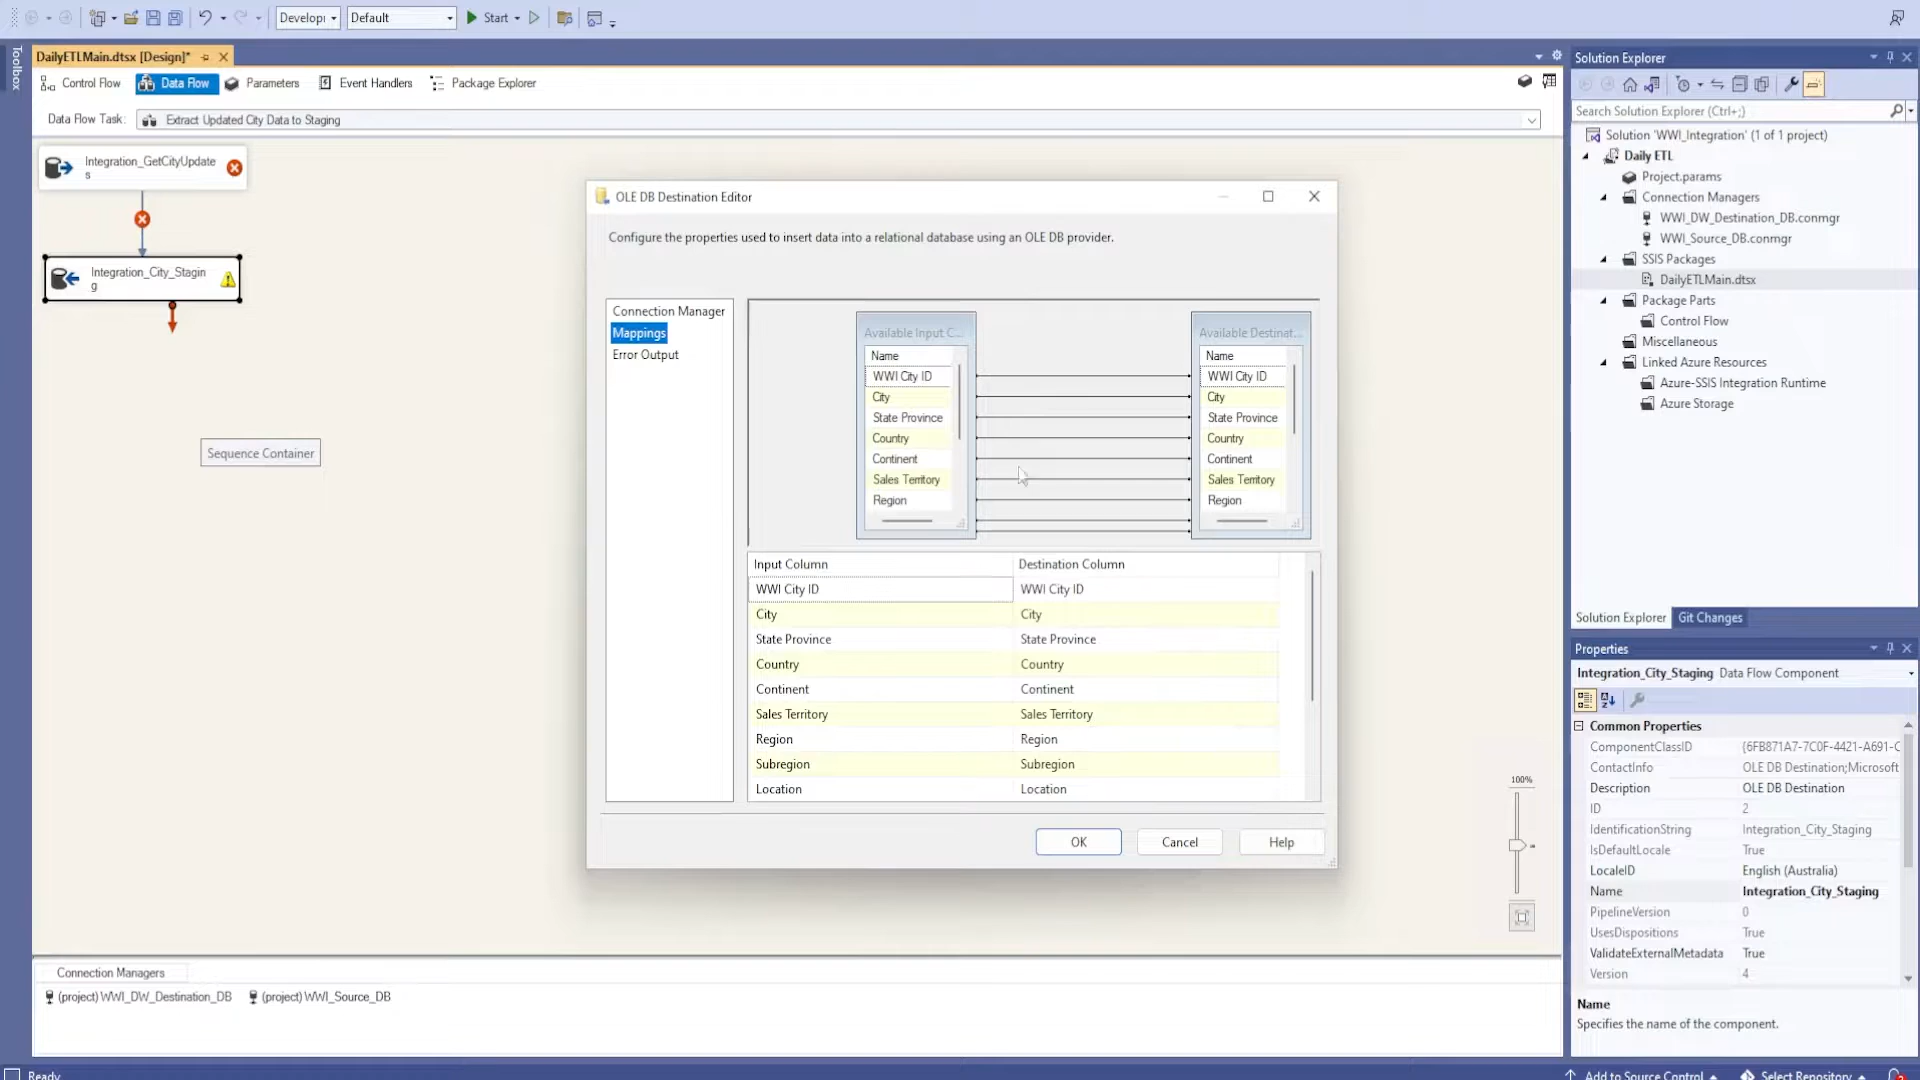 Develop
Default
Start
Toolbox
DailyETLMain.dtsx [Design]*
Control Flow
Data Flow
Parameters
Event Handlers
Package Explorer
Data Flow Task:
Extract Updated City Data to Staging
Integration_GetCityUpdate
s
Integration_City_Stagin
g
Sequence Container
OLE DB Destination Editor
Configure the properties used to insert data into a relational database using an OLE DB provider.
Connection Manager
Mappings
Error Output
Available Input C...
Name
WWI City ID
City
State Province
Country
Continent
Sales Territory
Region
Available Destinat...
Name
WWI City ID
City
State Province
Country
Continent
Sales Territory
Region
Input Column Destination Column
WWI City ID WWI City ID
City City
State Province State Province
Country Country
Continent Continent
Sales Territory Sales Territory
Region Region
Subregion Subregion
Location Location
OK
Cancel
Help
100%
Connection Managers
(project) WWI_DW_Destination_DB
(project) WWI_Source_DB
Solution Explorer
Search Solution Explorer (Ctrl+;)
Solution 'WWI_Integration' (1 of 1 project)
Daily ETL
Project.params
Connection Managers
WWI_DW_Destination_DB.conmgr
WWI_Source_DB.conmgr
SSIS Packages
DailyETLMain.dtsx
Package Parts
Control Flow
Miscellaneous
Linked Azure Resources
Azure-SSIS Integration Runtime
Azure Storage
Solution Explorer
Git Changes
Properties
Integration_City_Staging Data Flow Component
Common Properties
ComponentClassID {6FB871A7-7C0F-4421-A691-C
ContactInfo OLE DB Destination;Microsoft
Description OLE DB Destination
ID 2
IdentificationString Integration_City_Staging
IsDefaultLocale True
LocaleID English (Australia)
Name Integration_City_Staging
PipelineVersion 0
UsesDispositions True
ValidateExternalMetadata True
Version 4
Name
Specifies the name of the component.
Ready
Add to Source Control
Select Repository